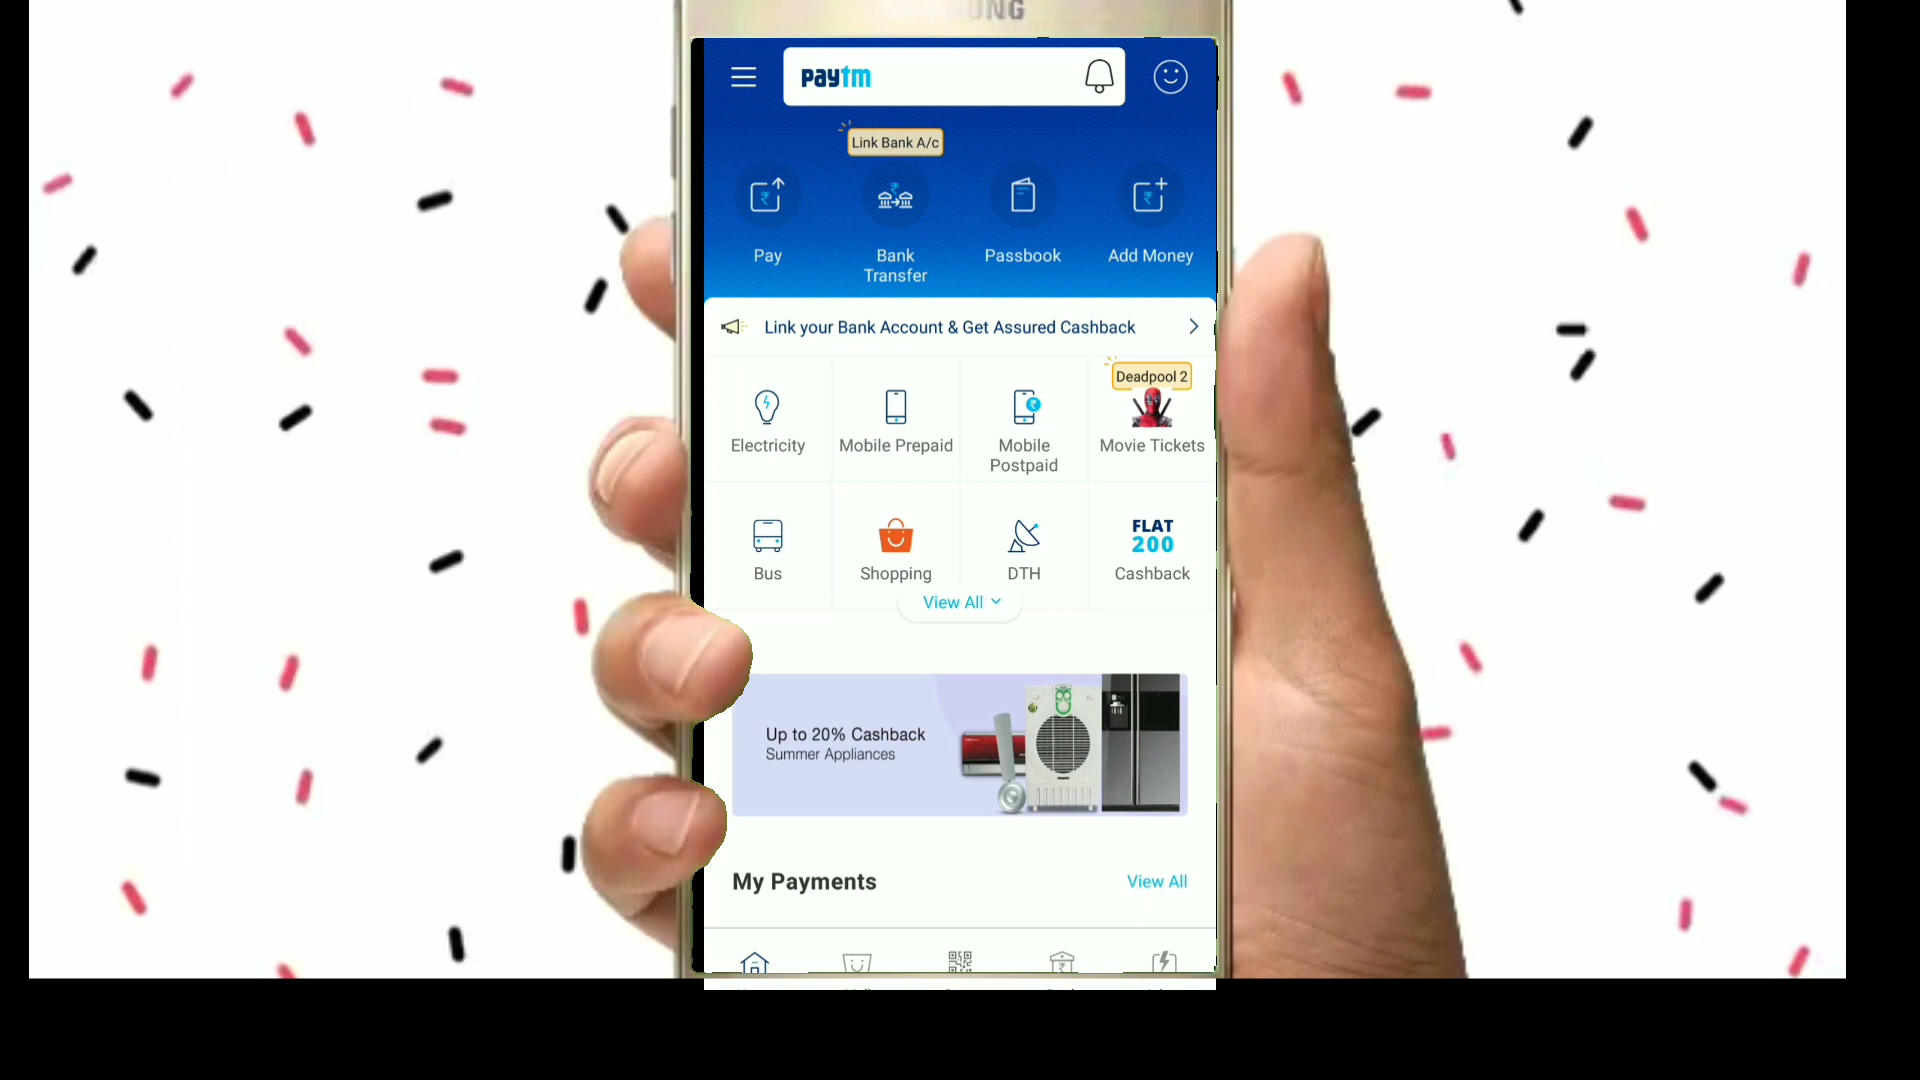 SAMSUNG
paytm
Link Bank A/c
Pay
Bank
Transfer
Passbook
Add Money
Link your Bank Account & Get Assured Cashback
Deadpool 2
Electricity
Mobile Prepaid
Mobile
Postpaid
Movie Tickets
FLAT
200
Bus
Shopping
DTH
Cashback
View All
Up to 20% Cashback
Summer Appliances
My Payments
View All